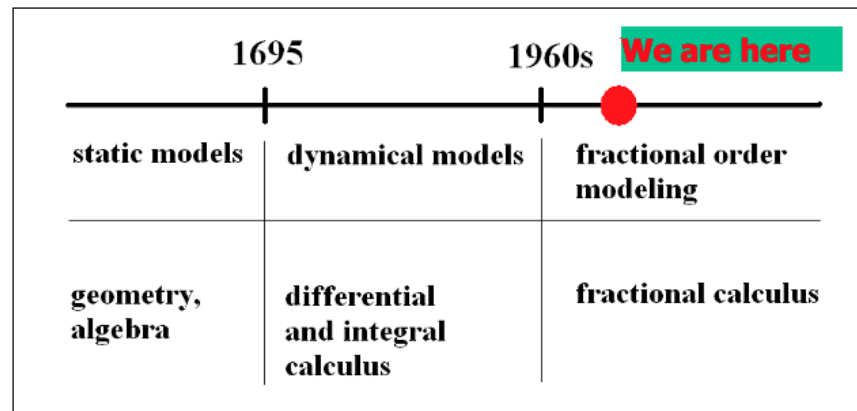 1695
1960s
We are here
static models
dynamical models
fractional order
modeling
geometry,
algebra
differential
and integral
calculus
fractional calculus